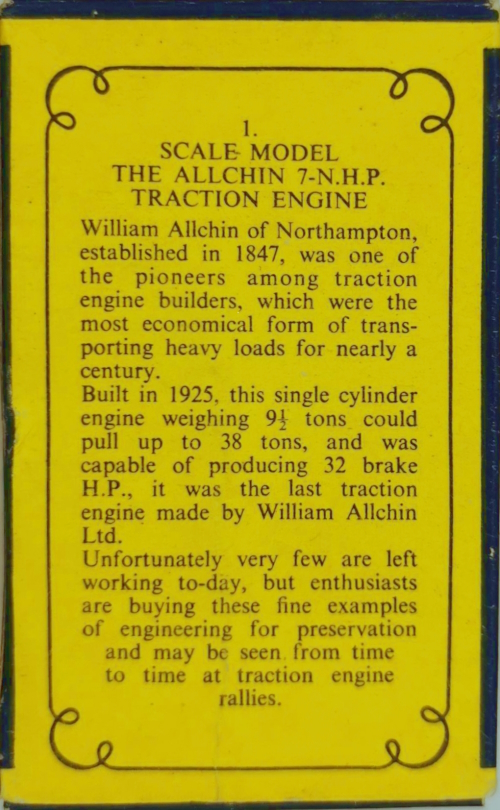 1.
SCALE MODEL
THE ALLCHIN 7-N.H.P.
TRACTION ENGINE
William Allchin of Northampton,
established in 1847, was one of
the pioneers among traction
engine builders, which were the
most economical form of trans-
porting heavy loads for nearly a
century.
Built in 1925, this single cylinder
engine weighing 9½ tons could
pull up to 38 tons, and was
capable of producing 32 brake
H.P., it was the last traction
engine made by William Allchin
Ltd.
Unfortunately very few are left
working to-day, but enthusiasts
are buying these fine examples
of engineering for preservation
and may be seen from time
to time at traction engine
rallies.